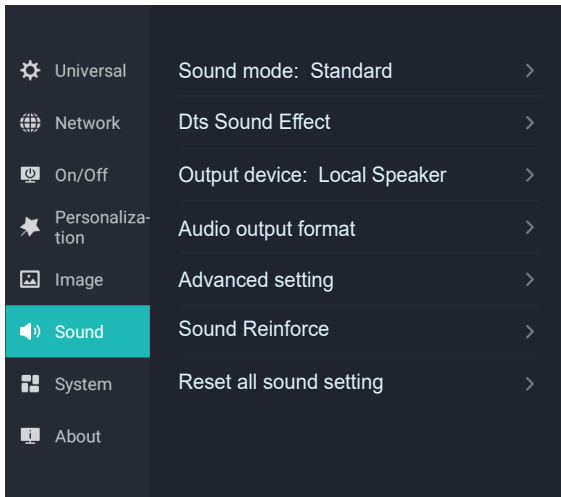 Universal
Network
On/Off
Personaliza-
tion
Image
Sound
System
About
Sound mode: Standard
Dts Sound Effect
Output device: Local Speaker
Audio output format
Advanced setting
Sound Reinforce
Reset all sound setting